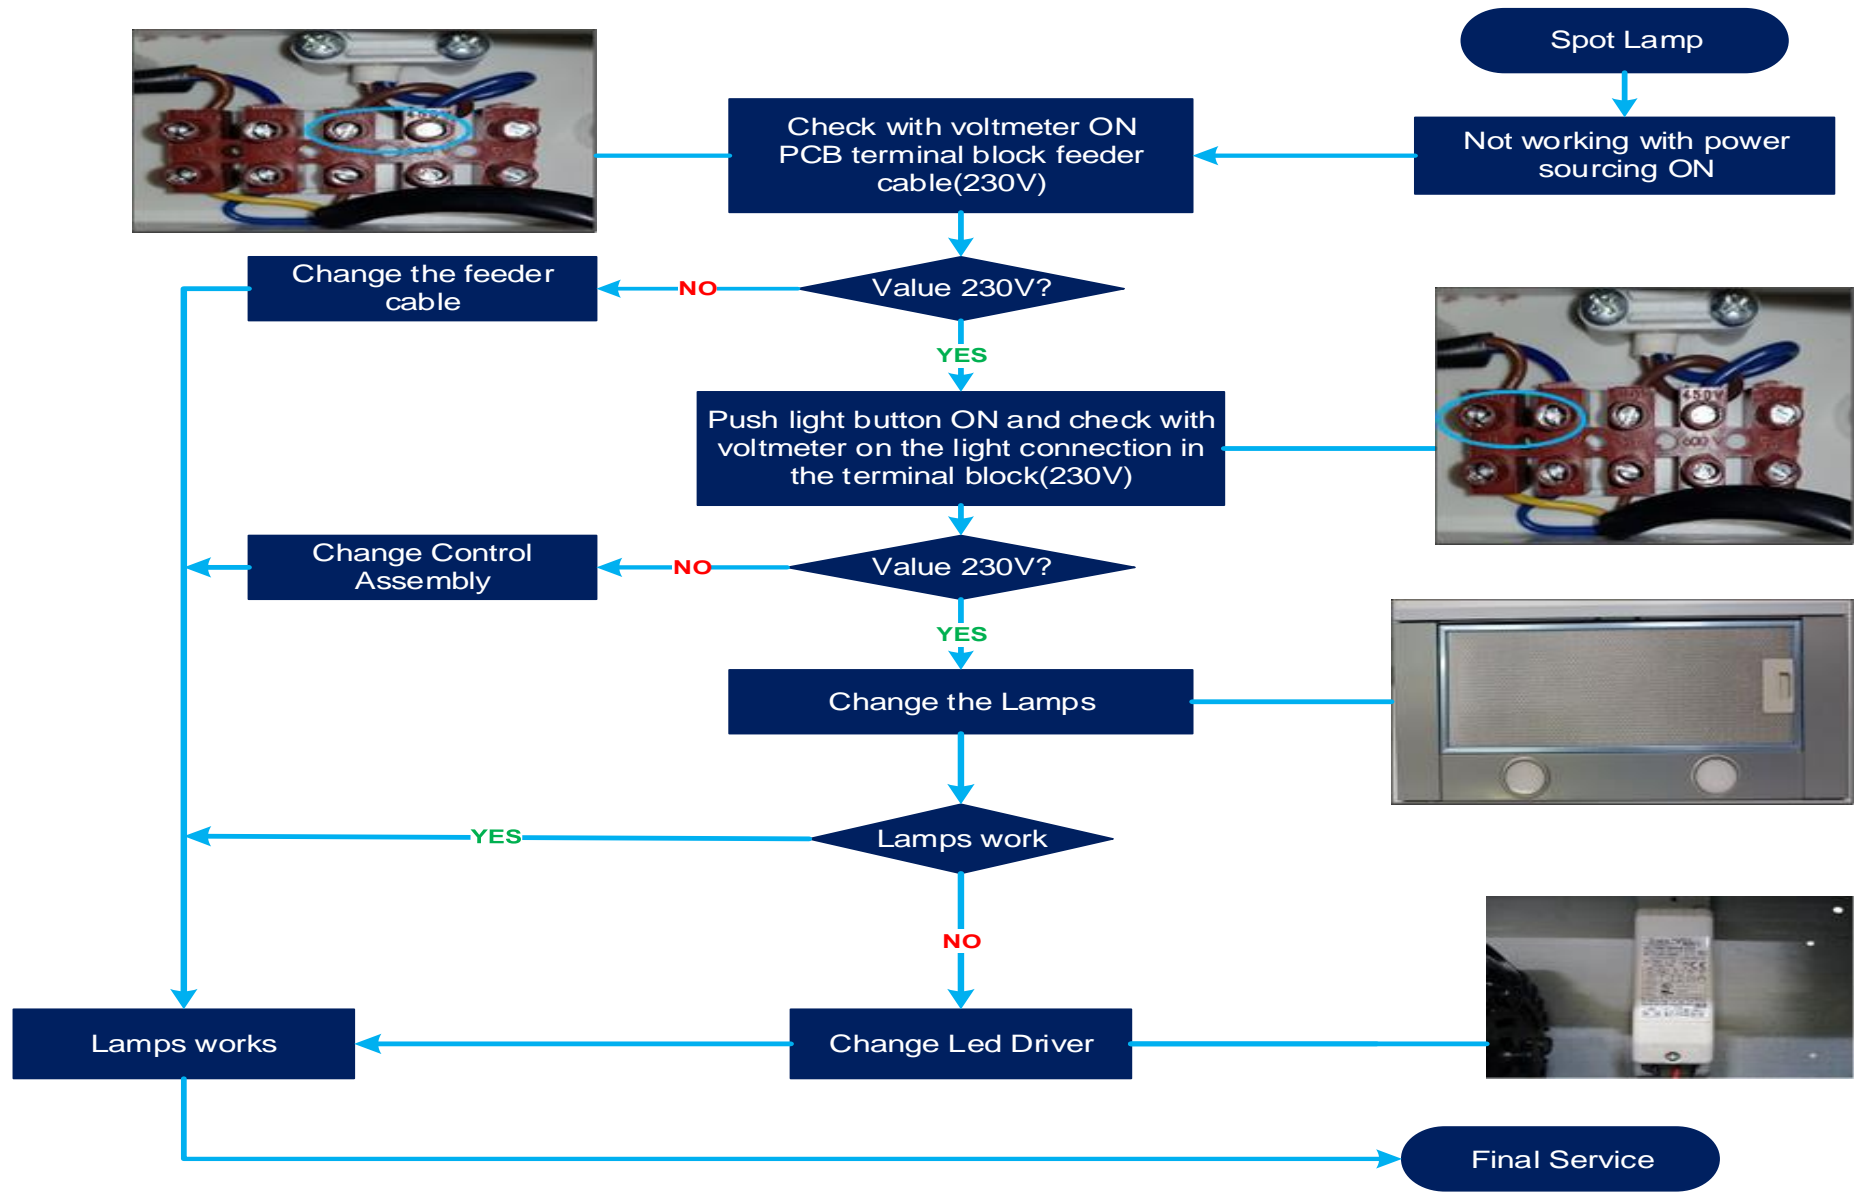 Spot Lamp
Not working with power
sourcing ON
Check with voltmeter ON
PCB terminal block feeder
cable(230V)
Value 230V?
NO
Change the feeder
cable
YES
Push light button ON and check with
voltmeter on the light connection in
the terminal block(230V)
450V
600 V
Value 230V?
NO
Change Control
Assembly
YES
Change the Lamps
Lamps work
YES
NO
Change Led Driver
Lamps works
Final Service